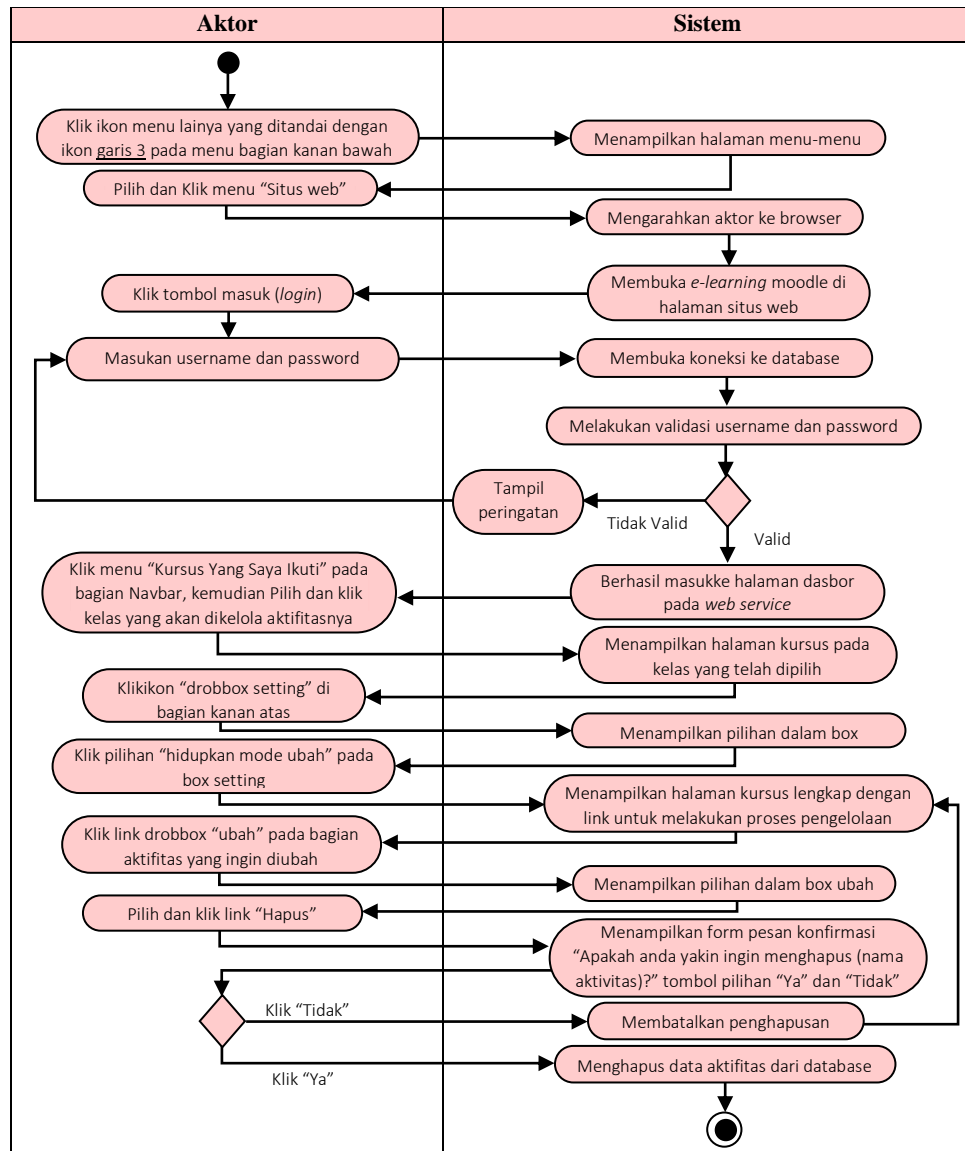 Aktor
Sistem
Klik ikon menu lainya yang ditandai dengan
ikon garis 3 pada menu bagian kanan bawah
Menampilkan halaman menu-menu
Pilih dan Klik menu “Situs web”
Mengarahkan aktor ke browser
Membuka e-learning moodle di
halaman situs web
Klik tombol masuk (login)
Masukan username dan password
Membuka koneksi ke database
Melakukan validasi username dan password
Tampil
peringatan
Tidak Valid
Valid
Berhasil masukke halaman dasbor
pada web service
Klik menu “Kursus Yang Saya Ikuti” pada
bagian Navbar, kemudian Pilih dan klik
kelas yang akan dikelola aktifitasnya
Menampilkan halaman kursus pada
kelas yang telah dipilih
Klikikon “drobbox setting” di
bagian kanan atas
Menampilkan pilihan dalam box
Klik pilihan “hidupkan mode ubah” pada
box setting
Menampilkan halaman kursus lengkap dengan
link untuk melakukan proses pengelolaan
Klik link drobbox “ubah” pada bagian
aktifitas yang ingin diubah
Menampilkan pilihan dalam box ubah
Pilih dan klik link “Hapus”
Menampilkan form pesan konfirmasi
“Apakah anda yakin ingin menghapus (nama
aktivitas)?” tombol pilihan “Ya” dan “Tidak”
Klik “Tidak”
Membatalkan penghapusan
Klik “Ya”
Menghapus data aktifitas dari database